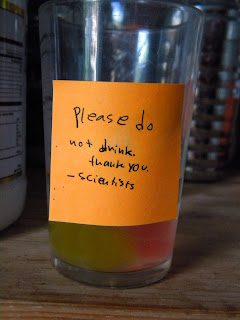 please do
not drink.
thank you.
- scientists